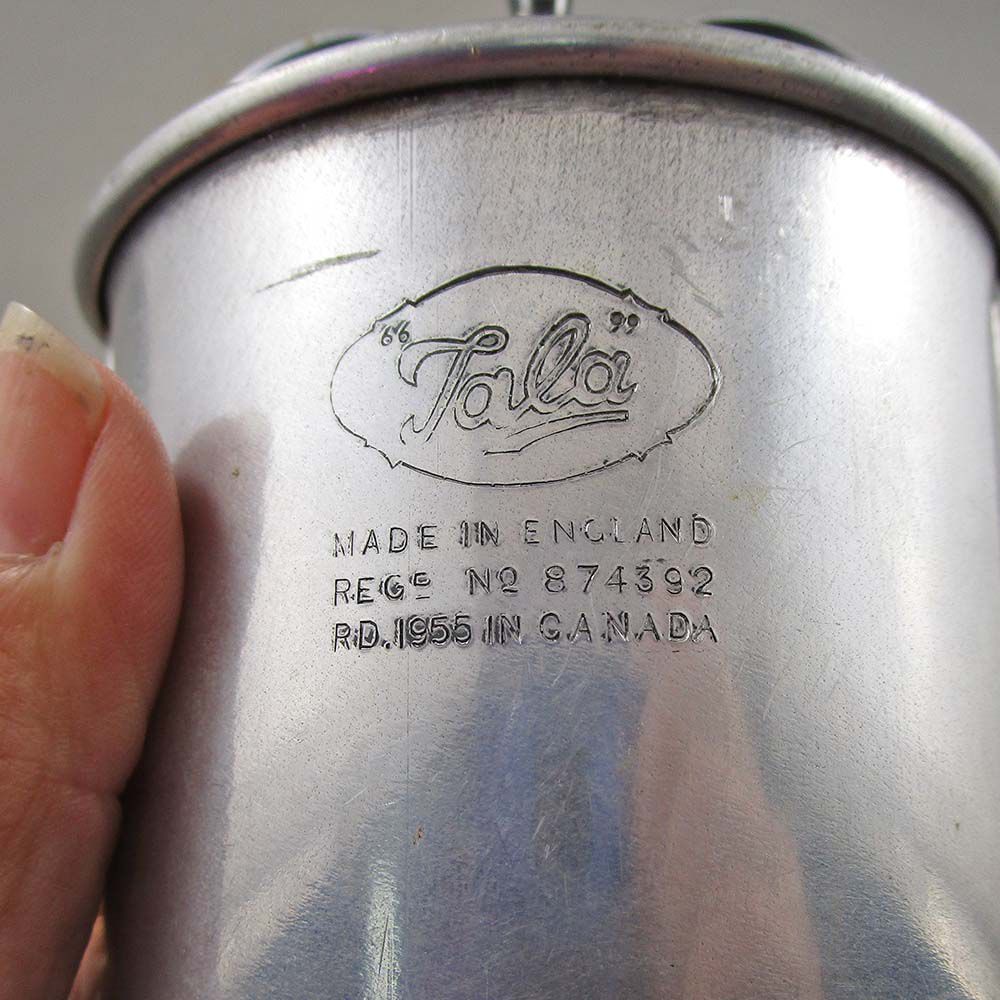 “Tala”
MADE IN ENGLAND
REGD No 874392
RD.1955 IN CANADA